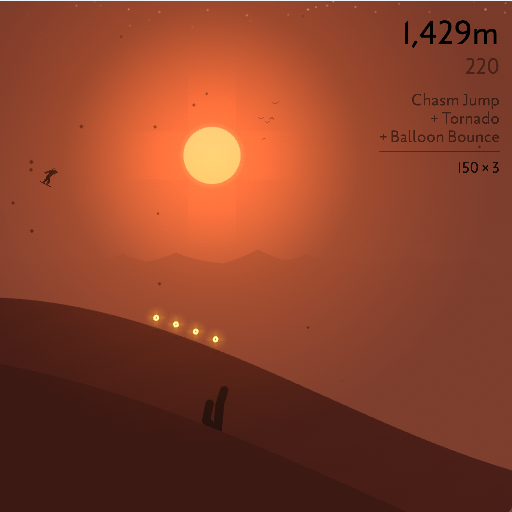 1,429m
220
Chasm Jump
+ Tornado
+ Balloon Bounce
150 × 3